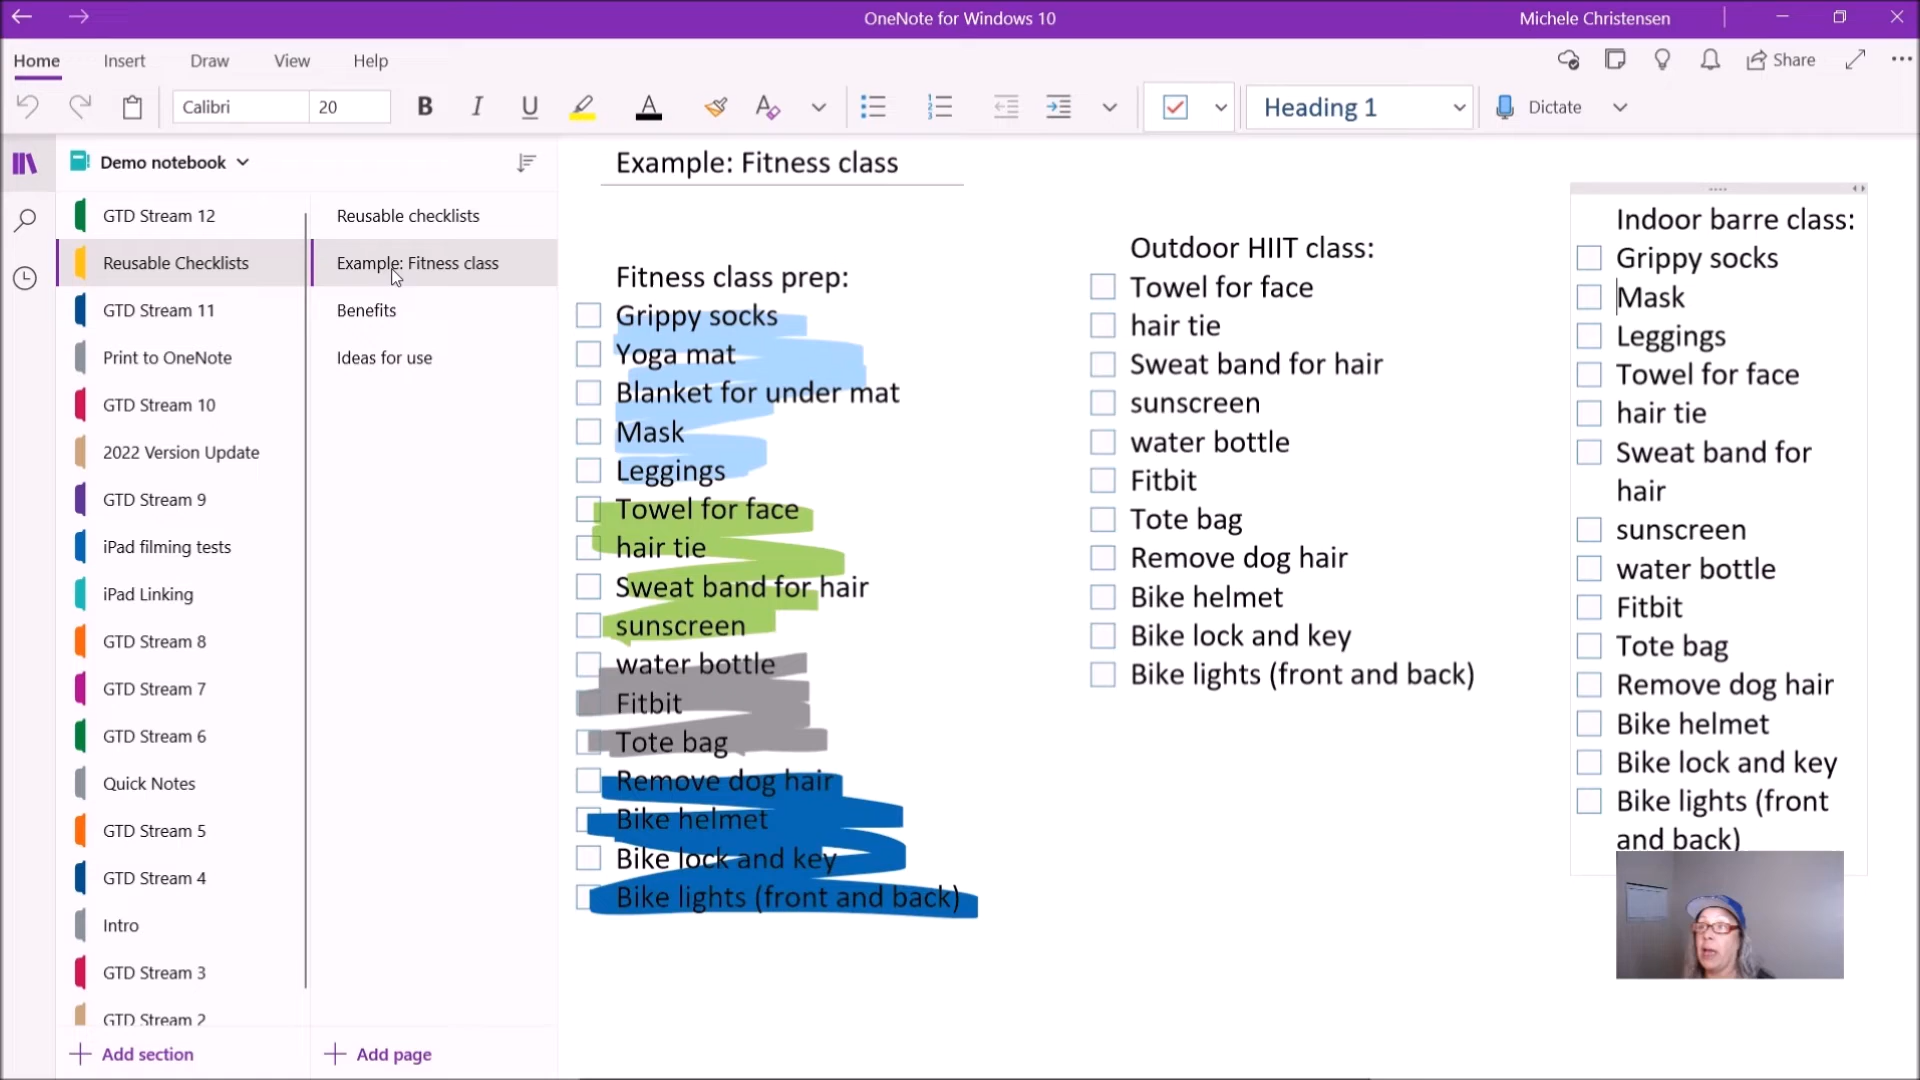 OneNote for Windows 10
Michele Christensen
Home
Insert
Draw
View
Help
Share
Calibri
20
B
I
U
A
A
Heading 1
Dictate
Demo notebook
GTD Stream 12
Reusable Checklists
GTD Stream 11
Print to OneNote
GTD Stream 10
2022 Version Update
GTD Stream 9
iPad filming tests
iPad Linking
GTD Stream 8
GTD Stream 7
GTD Stream 6
Quick Notes
GTD Stream 5
GTD Stream 4
Intro
GTD Stream 3
GTD Stream 2
Add section
Reusable checklists
Example: Fitness class
Benefits
Ideas for use
Add page
Example: Fitness class
Fitness class prep:
Grippy socks
Yoga mat
Blanket for under mat
Mask
Leggings
Towel for face
hair tie
Sweat band for hair
sunscreen
water bottle
Fitbit
Tote bag
Remove dog hair
Bike helmet
Bike lock and key
Bike lights (front and back)
Outdoor HIIT class:
Towel for face
hair tie
Sweat band for hair
sunscreen
water bottle
Fitbit
Tote bag
Remove dog hair
Bike helmet
Bike lock and key
Bike lights (front and back)
Indoor barre class:
Grippy socks
Mask
Leggings
Towel for face
hair tie
Sweat band for
hair
sunscreen
water bottle
Fitbit
Tote bag
Remove dog hair
Bike helmet
Bike lock and key
Bike lights (front
and back)